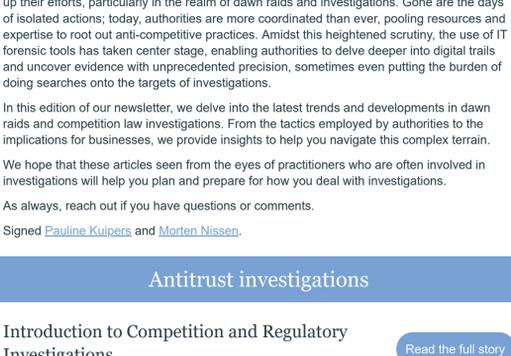 up their efforts, particularly in the realm of dawn raids and investigations. Gone are the days
of isolated actions; today, authorities are more coordinated than ever, pooling resources and
expertise to root out anti-competitive practices. Amidst this heightened scrutiny, the use of IT
forensic tools has taken center stage, enabling authorities to delve deeper into digital trails
and uncover evidence with unprecedented precision, sometimes even putting the burden of
doing searches onto the targets of investigations.
In this edition of our newsletter, we delve into the latest trends and developments in dawn
raids and competition law investigations. From the tactics employed by authorities to the
implications for businesses, we provide insights to help you navigate this complex terrain.
We hope that these articles seen from the eyes of practitioners who are often involved in
investigations will help you plan and prepare for how you deal with investigations.
As always, reach out if you have questions or comments.
Signed Pauline Kuipers and Morten Nissen.
Antitrust investigations
Introduction to Competition and Regulatory
Investigations
Read the full story